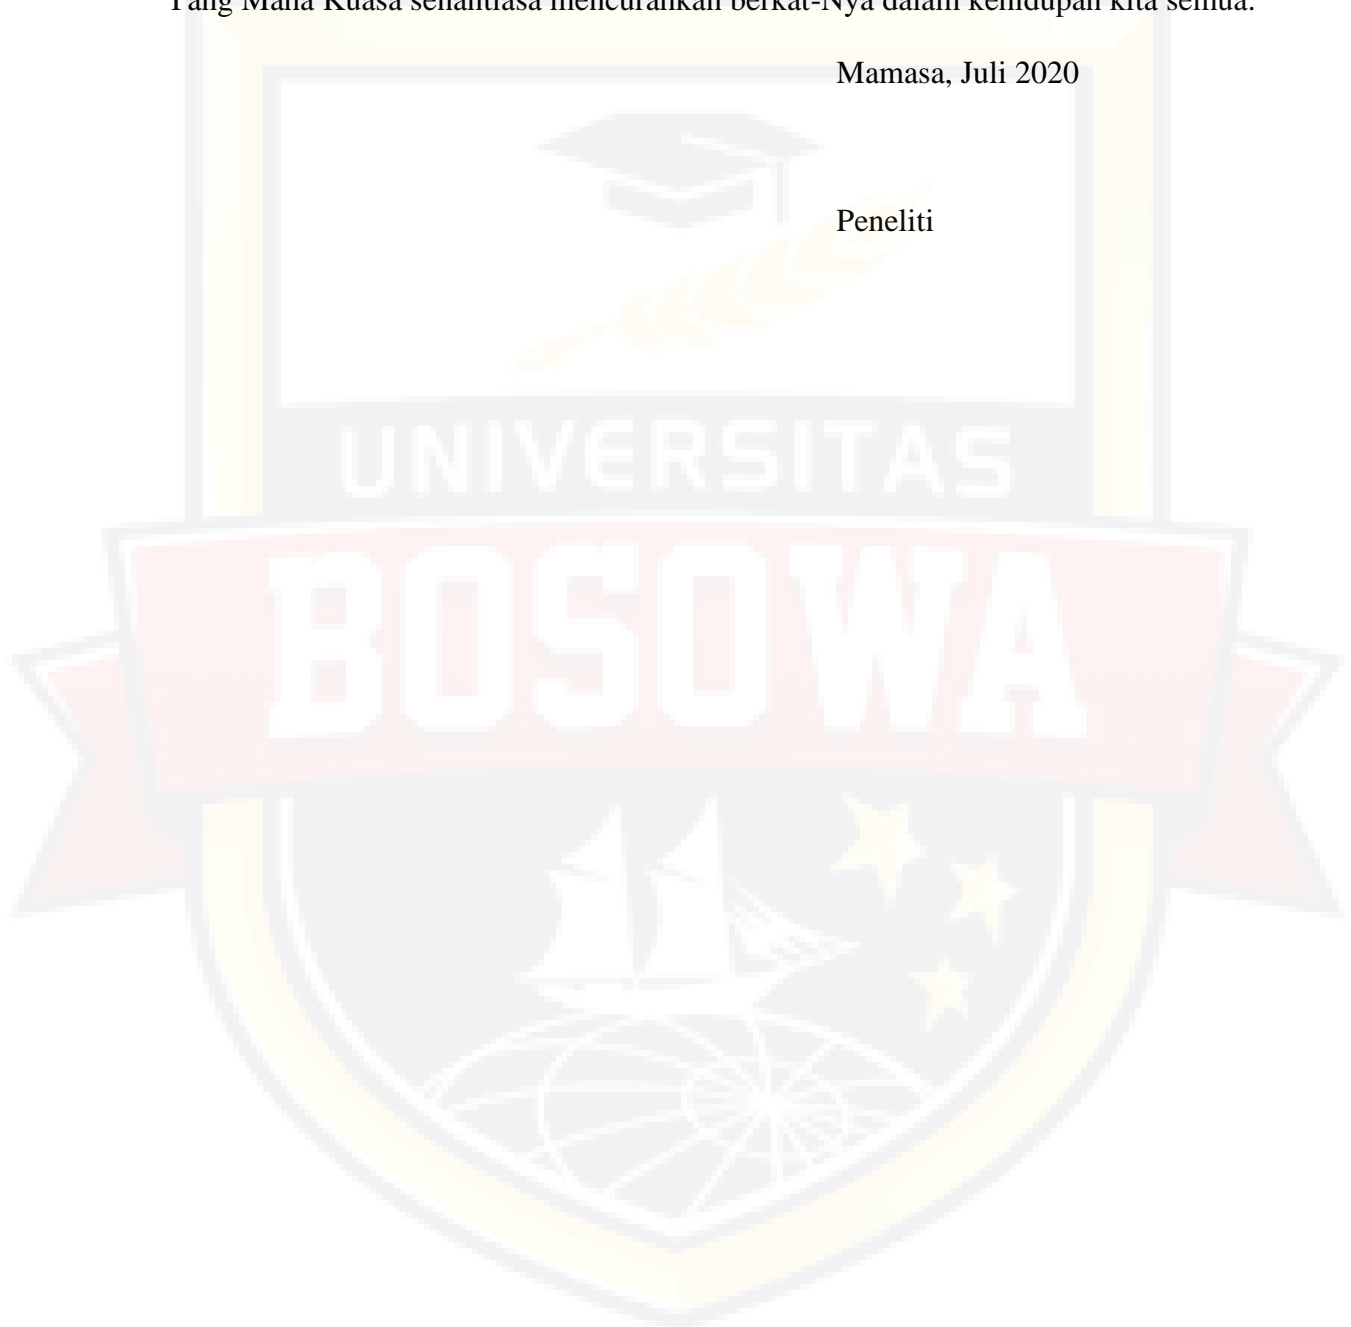 Yang Maha Kuasa senantiasa mencurahkan berkat-Nya dalam kehidupan kita semua.
Mamasa, Juli 2020
Peneliti
UNIVERSITAS
BOSOWA